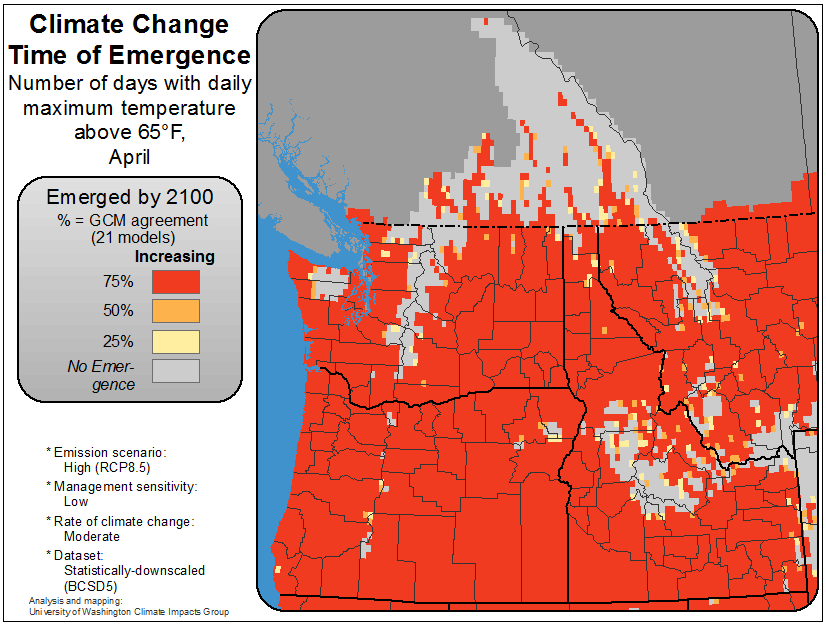 Climate Change
Time of Emergence
Number of days with daily
maximum temperature
above 65°F,
April
Emerged by 2100
% = GCM agreement
(21 models)
Increasing
75%
50%
25%
No Emer-
gence
* Emission scenario:
High (RCP8.5)
* Management sensitivity:
Low
* Rate of climate change:
Moderate
* Dataset:
Statistically-downscaled
(BCSD5)
Analysis and mapping:
University of Washington Climate Impacts Group